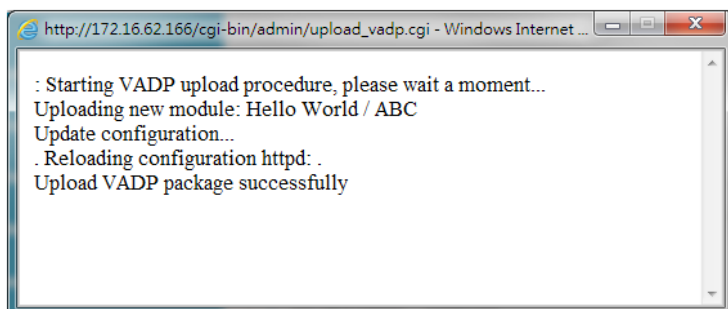 http://172.16.62.166/cgi-bin/admin/upload_vadp.cgi - Windows Internet ...
: Starting VADP upload procedure, please wait a moment...
Uploading new module: Hello World / ABC
Update configuration...
. Reloading configuration httpd: .
Upload VADP package successfully